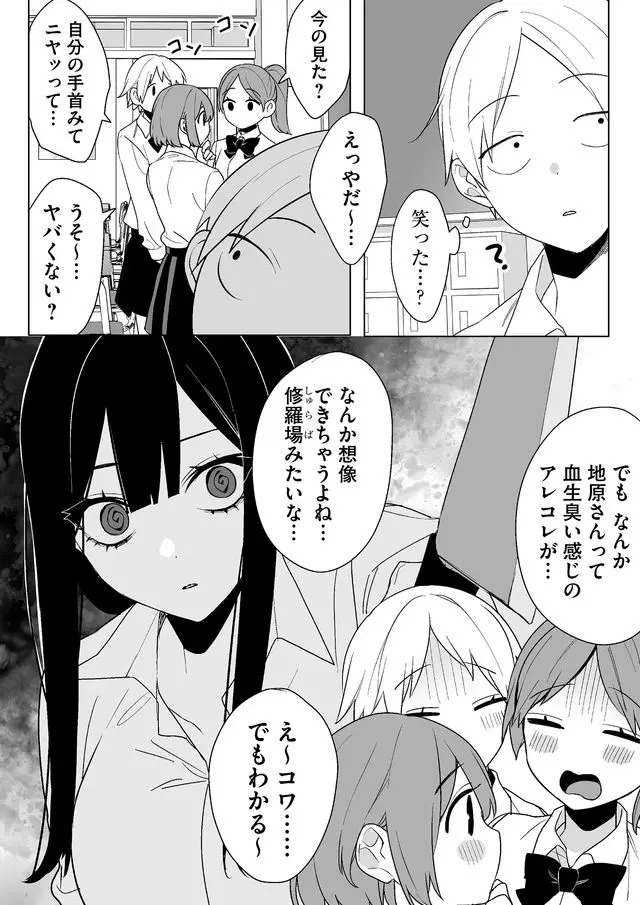 笑った…?
?
今の見た?
えっやだ〜…
コソッ
コソッ
自分の手首みて
ニヤッって…
うそ〜…
ヤバくない?
でも なんか
地原さんって
血生臭い感じの
アレコレが…
なんか想像
できちゃうよね…
修羅場みたいな…
しゅらば
え〜コワ……
でもわかる〜